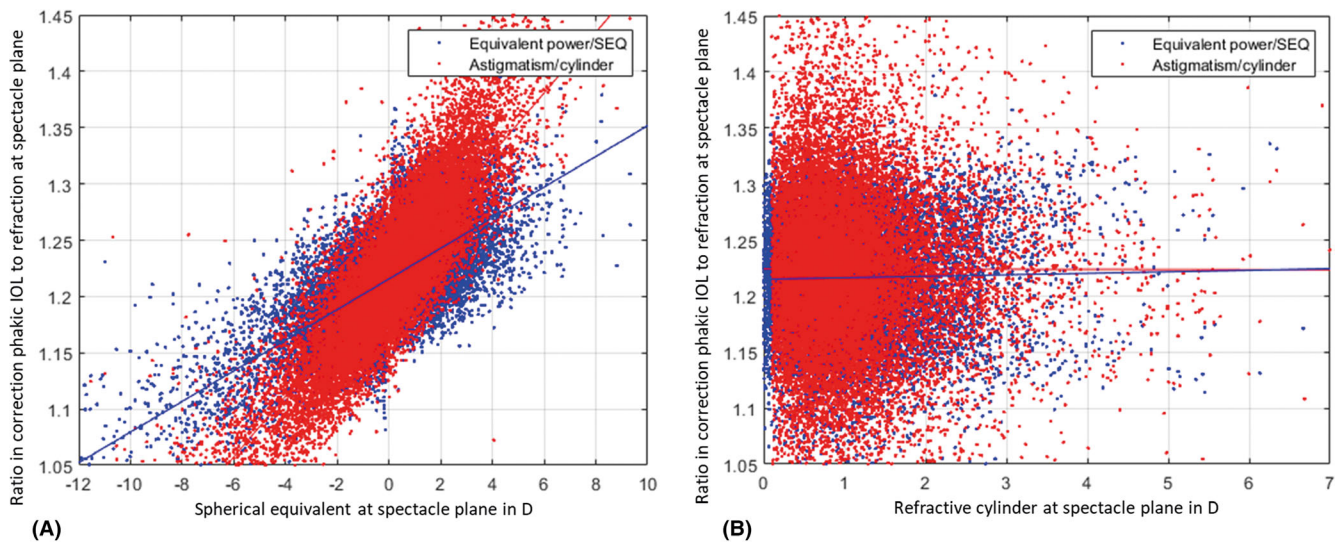 Ratio in correction phakic IOL to refraction at spectacle plane
1.45
1.4
1.35
1.3
1.25
1.2
1.15
1.1
1.05
Equivalent power/SEQ
Astigmatism/cylinder
-12 -10 -8 -6 -4 -2 0 2 4 6 8 10
Spherical equivalent at spectacle plane in D
(A)
Ratio in correction phakic IOL to refraction at spectacle plane
1.45
1.4
1.35
1.3
1.25
1.2
1.15
1.1
1.05
Equivalent power/SEQ
Astigmatism/cylinder
0 1 2 3 4 5 6 7
Refractive cylinder at spectacle plane in D
(B)